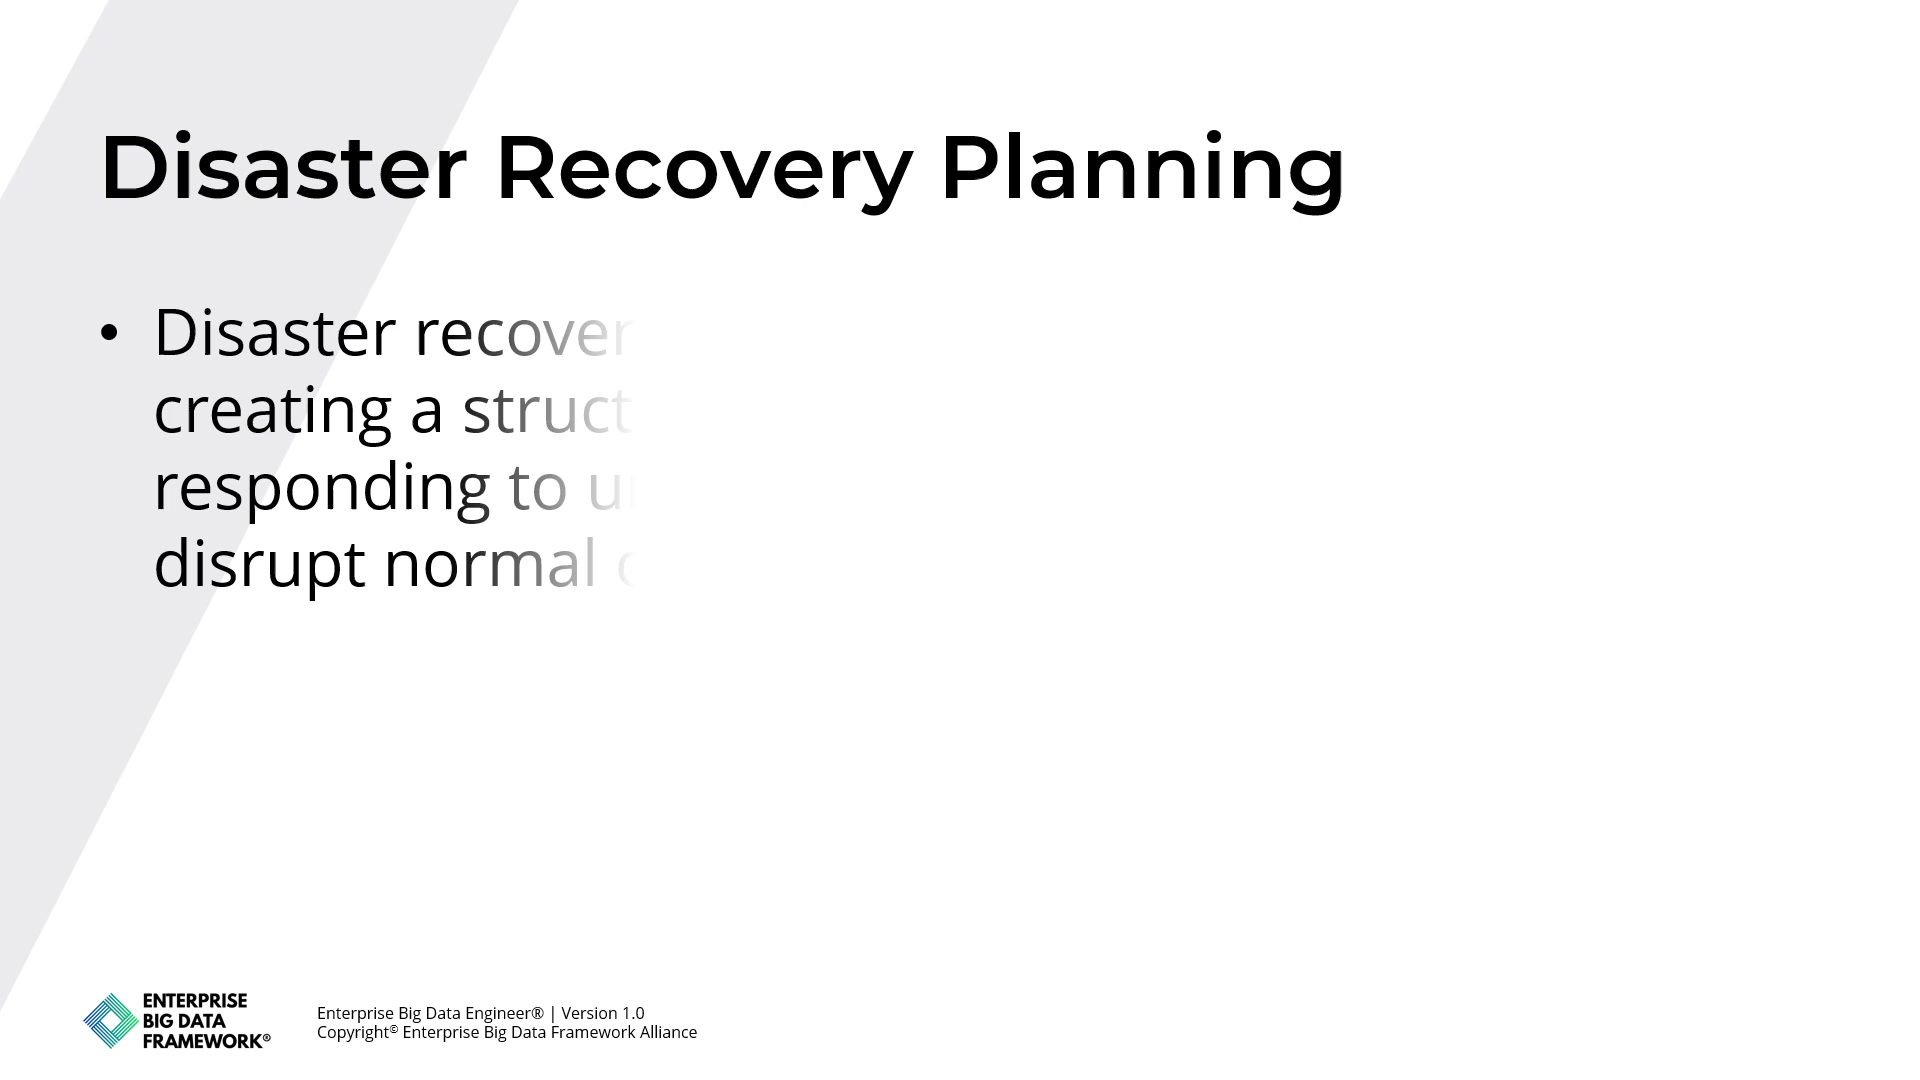 Disaster Recovery Planning
• Disaster recover
creating a struct
responding to
disrupt normal
ENTERPRISE
BIG DATA
FRAMEWORK®
Enterprise Big Data Engineer® | Version 1.0
Copyright© Enterprise Big Data Framework Alliance